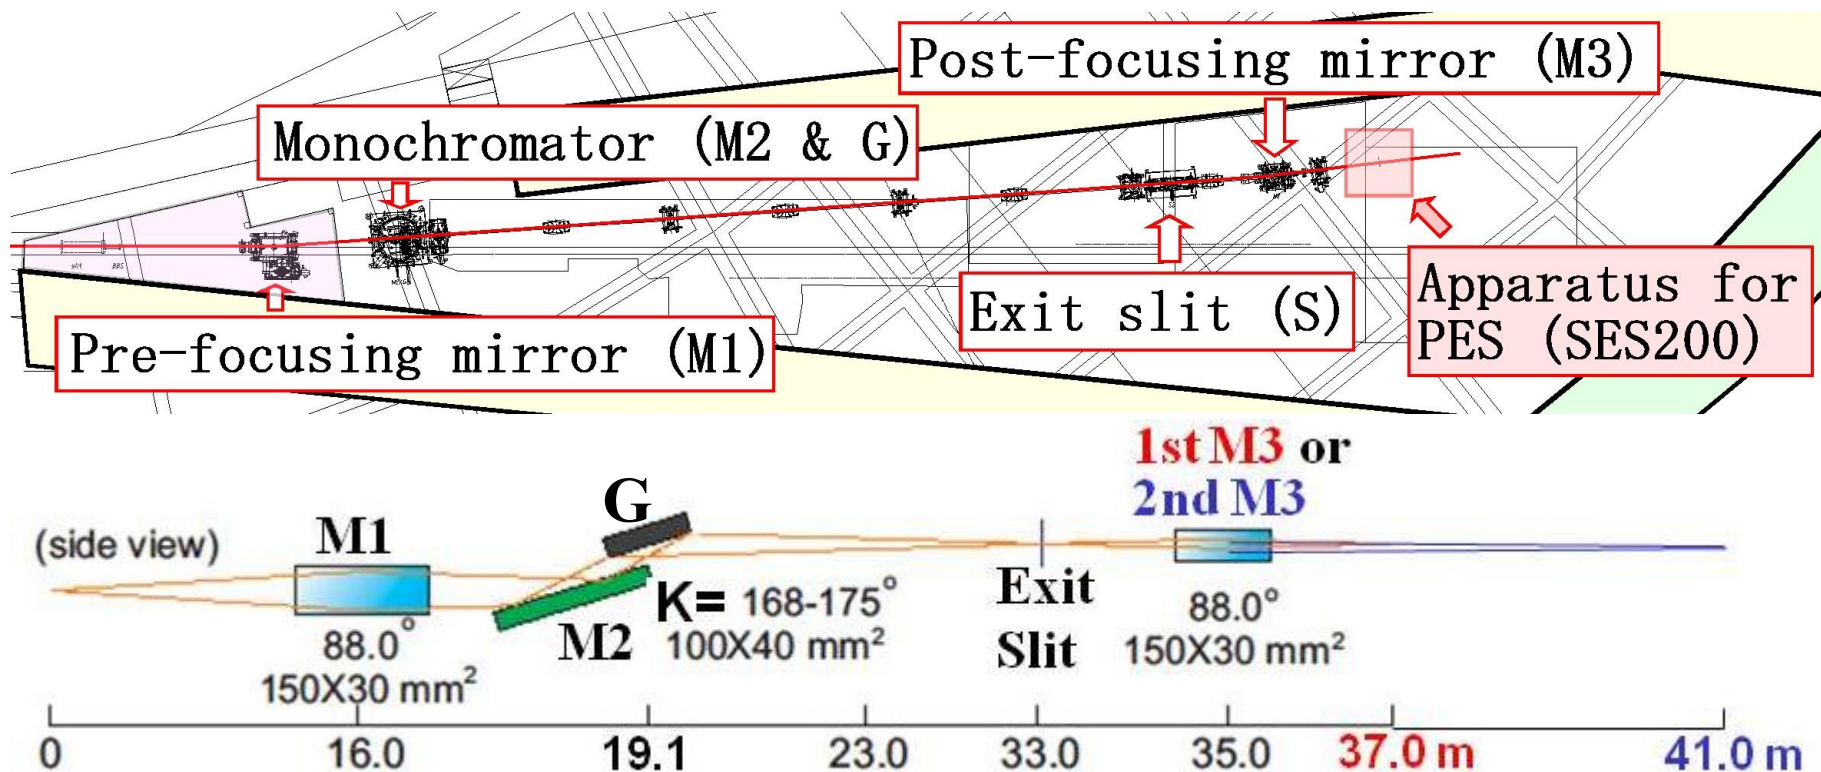 Post-focusing mirror (M3)
Monochromator (M2 & G)
Exit slit (S)
Apparatus for
PES (SES200)
Pre-focusing mirror (M1)
1st M3 or
2nd M3
G
M1
(side view)
K= 168-175°
Exit
88.0°
M2
100X40 mm²
Slit
88.0°
150X30 mm²
150X30 mm²
0
16.0
19.1
23.0
33.0
35.0
37.0 m
41.0 m